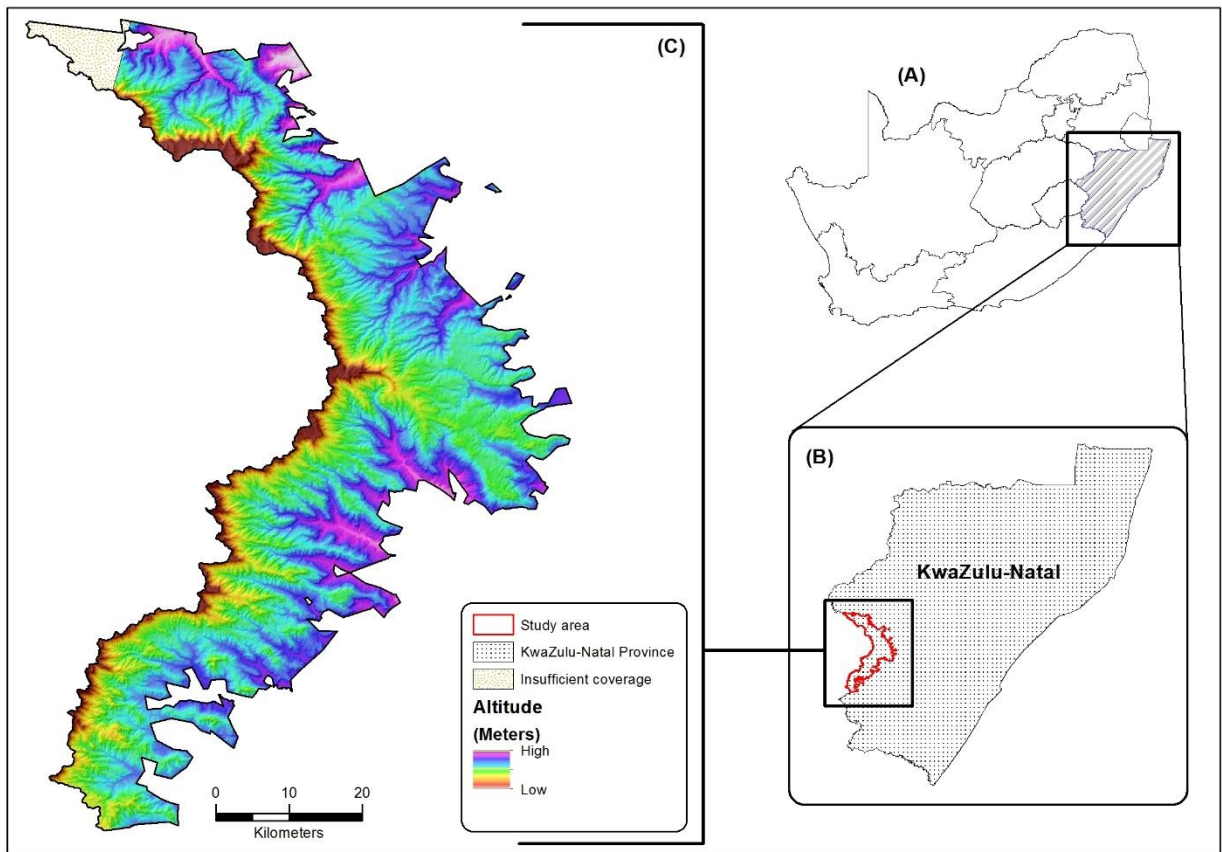 (C)
(A)
(B)
KwaZulu-Natal
Study area
KwaZulu-Natal Province
Insufficient coverage
Altitude
(Meters)
High
Low
0 10 20
Kilometers